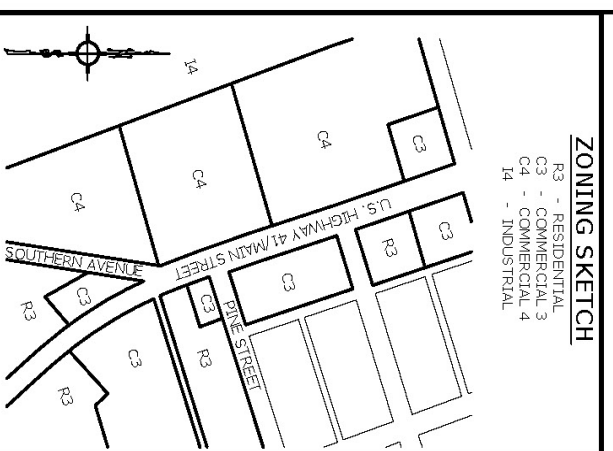 ZONING SKETCH
R3 - RESIDENTIAL
C3 - COMMERCIAL 3
C4 - COMMERCIAL 4
I4 - INDUSTRIAL
I4
C4
C3
C4
C4
U.S. HIGHWAY 41/MAIN STREET
R3
C3
SOUTHERN AVENUE
C3
R3
C3
C3
PINE STREET
R3
C3
R3
N